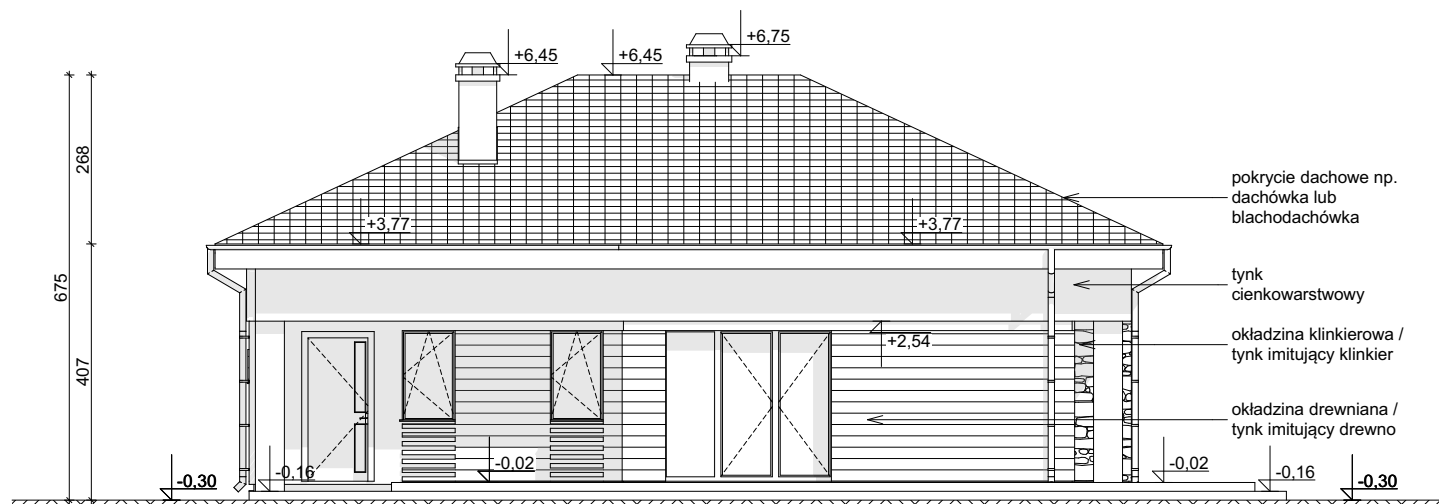 +6,45
+6,45
+6,75
268
675
407
+3,77
+3,77
pokrycie dachowe np.
dachówka lub
blachodachówka
tynk
cienkowarstwowy
+2,54
okładzina klinkierowa /
tynk imitujący klinkier
okładzina drewniana /
tynk imitujący drewno
-0,30
-0,16
-0,02
-0,02
-0,16
-0,30